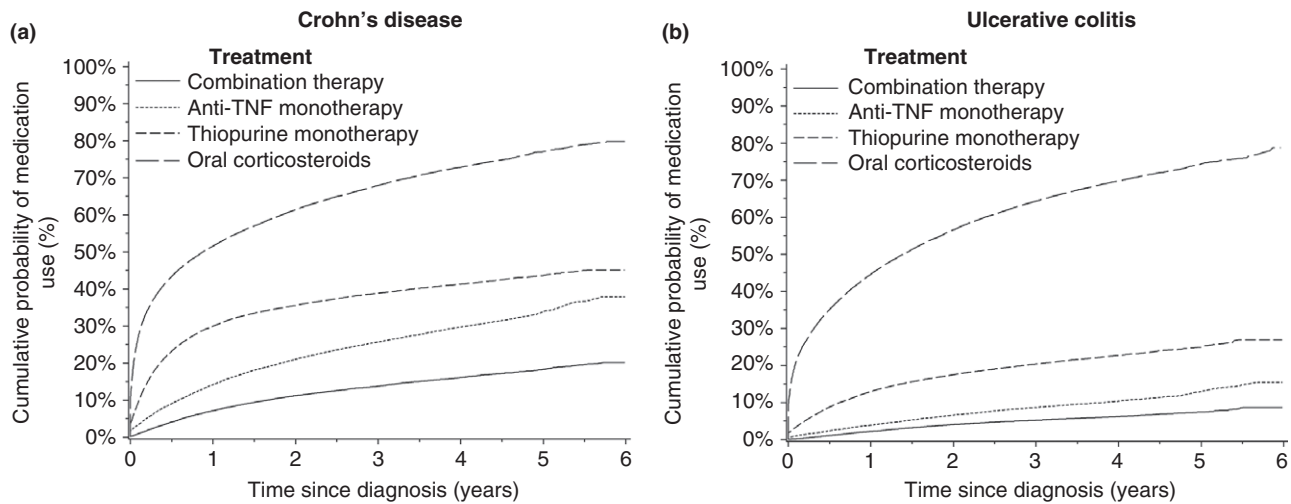 (a)
Crohn's disease
Treatment
Combination therapy
Anti-TNF monotherapy
Thiopurine monotherapy
Oral corticosteroids
Cumulative probability of medication
use (%)
100%
90%
80%
70%
60%
50%
40%
30%
20%
10%
0%
0 1 2 3 4 5 6
Time since diagnosis (years)
(b)
Ulcerative colitis
Treatment
Combination therapy
Anti-TNF monotherapy
Thiopurine monotherapy
Oral corticosteroids
Cumulative probability of medication
use (%)
100%
90%
80%
70%
60%
50%
40%
30%
20%
10%
0%
0 1 2 3 4 5 6
Time since diagnosis (years)